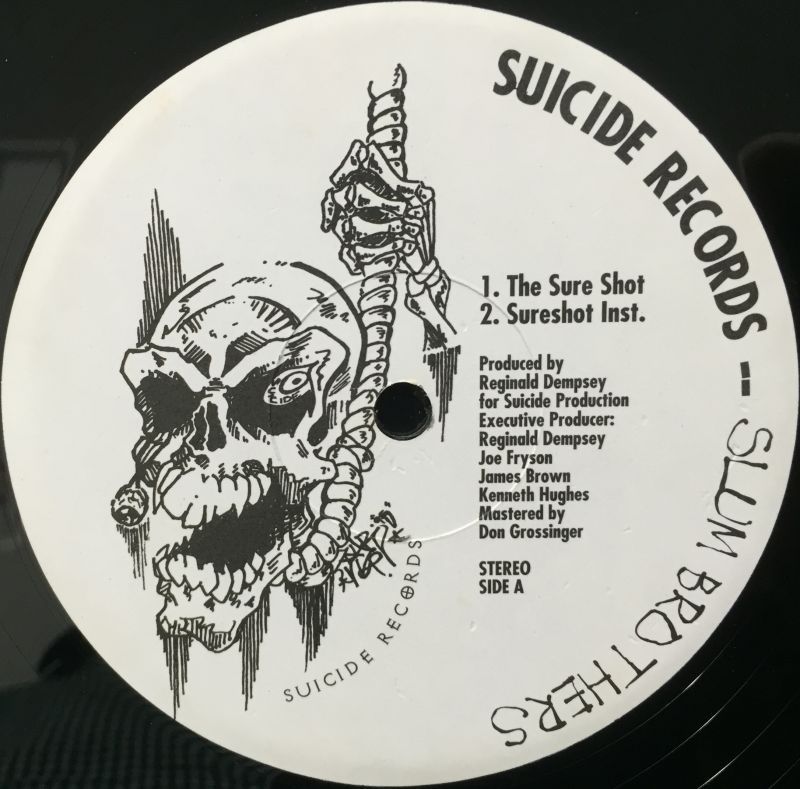 SUICIDE RECORDS -- SLUM BROTHERS
1. The Sure Shot
2. Sureshot Inst.
Produced by
Reginald Dempsey
for Suicide Production
Executive Producer:
Reginald Dempsey
Joe Fryson
James Brown
Kenneth Hughes
Mastered by
Don Grossinger
STEREO
SIDE A
SUICIDE RECORDS